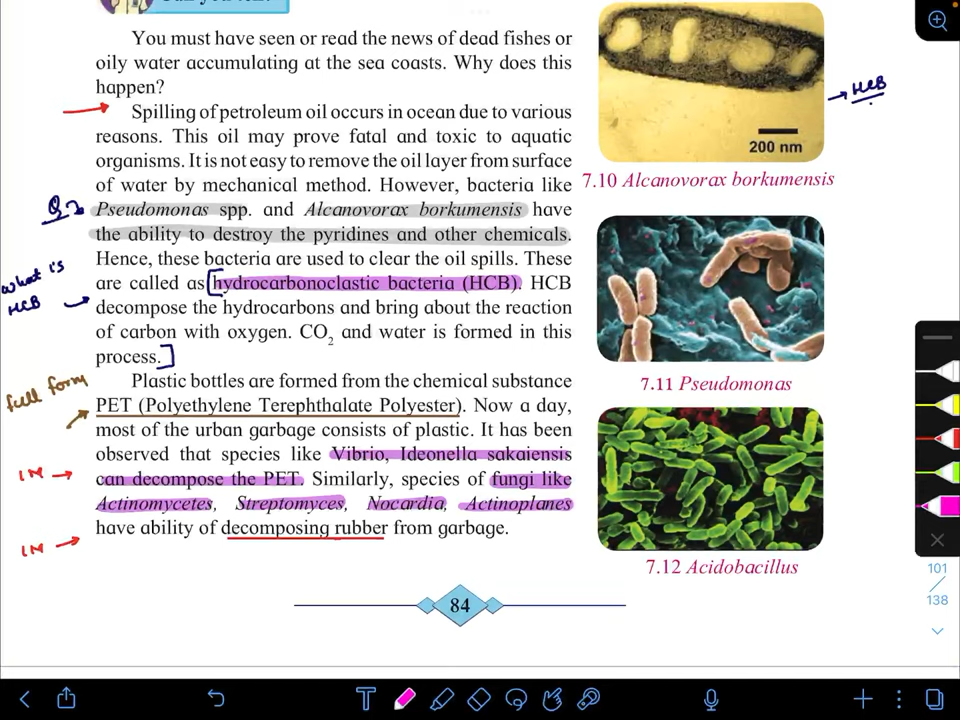 You must have seen or read the news of dead fishes or
oily water accumulating at the sea coasts. Why does this
happen?
Spilling of petroleum oil occurs in ocean due to various
reasons. This oil may prove fatal and toxic to aquatic
organisms. It is not easy to remove the oil layer from surface
of water by mechanical method. However, bacteria like
Pseudomonas spp. and Alcanovorax borkumensis have
the ability to destroy the pyridines and other chemicals.
Hence, these bacteria are used to clear the oil spills. These
are called as hydrocarbonoclastic bacteria (HCB). HCB
decompose the hydrocarbons and bring about the reaction
of carbon with oxygen. CO₂ and water is formed in this
process.
Plastic bottles are formed from the chemical substance
PET (Polyethylene Terephthalate Polyester). Now a day,
most of the urban garbage consists of plastic. It has been
observed that species like Vibrio, Ideonella sakaiensis
can decompose the PET. Similarly, species of fungi like
Actinomycetes, Streptomyces, Nocardia, Actinoplanes
have ability of decomposing rubber from garbage.
84
What is
HCB
full form
IM
IM
HCB
200 nm
7.10 Alcanovorax borkumensis
7.11 Pseudomonas
7.12 Acidobacillus
101
138
T